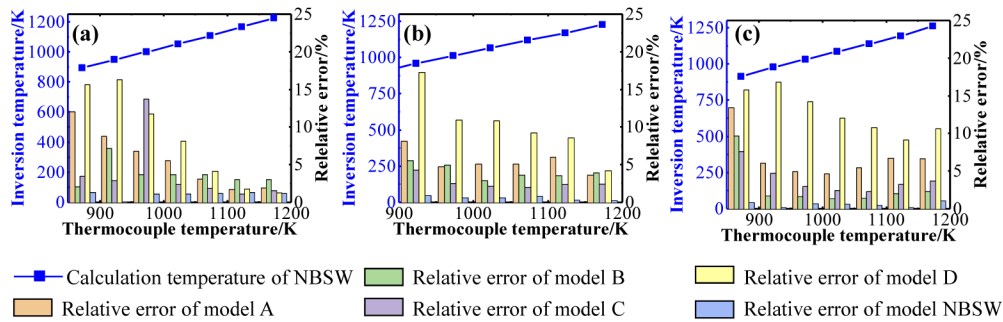 (a)
Inversion temperature/K
1200
1000
800
600
400
200
0
25
20
15
10
5
0
Relelative error/%
900 1000 1100 1200
Thermocouple temperature/K
(b)
1250
1000
750
500
250
0
25
20
15
10
5
0
Relelative error/%
900 1000 1100 1200
Thermocouple temperature/K
(c)
Inversion temperature/K
1250
1000
750
500
250
0
25
20
15
10
5
0
Relelative error/%
900 1000 1100 1200
Thermocouple temperature/K
Calculation temperature of NBSW
Relative error of model B
Relative error of model D
Relative error of model A
Relative error of model C
Relative error of model NBSW